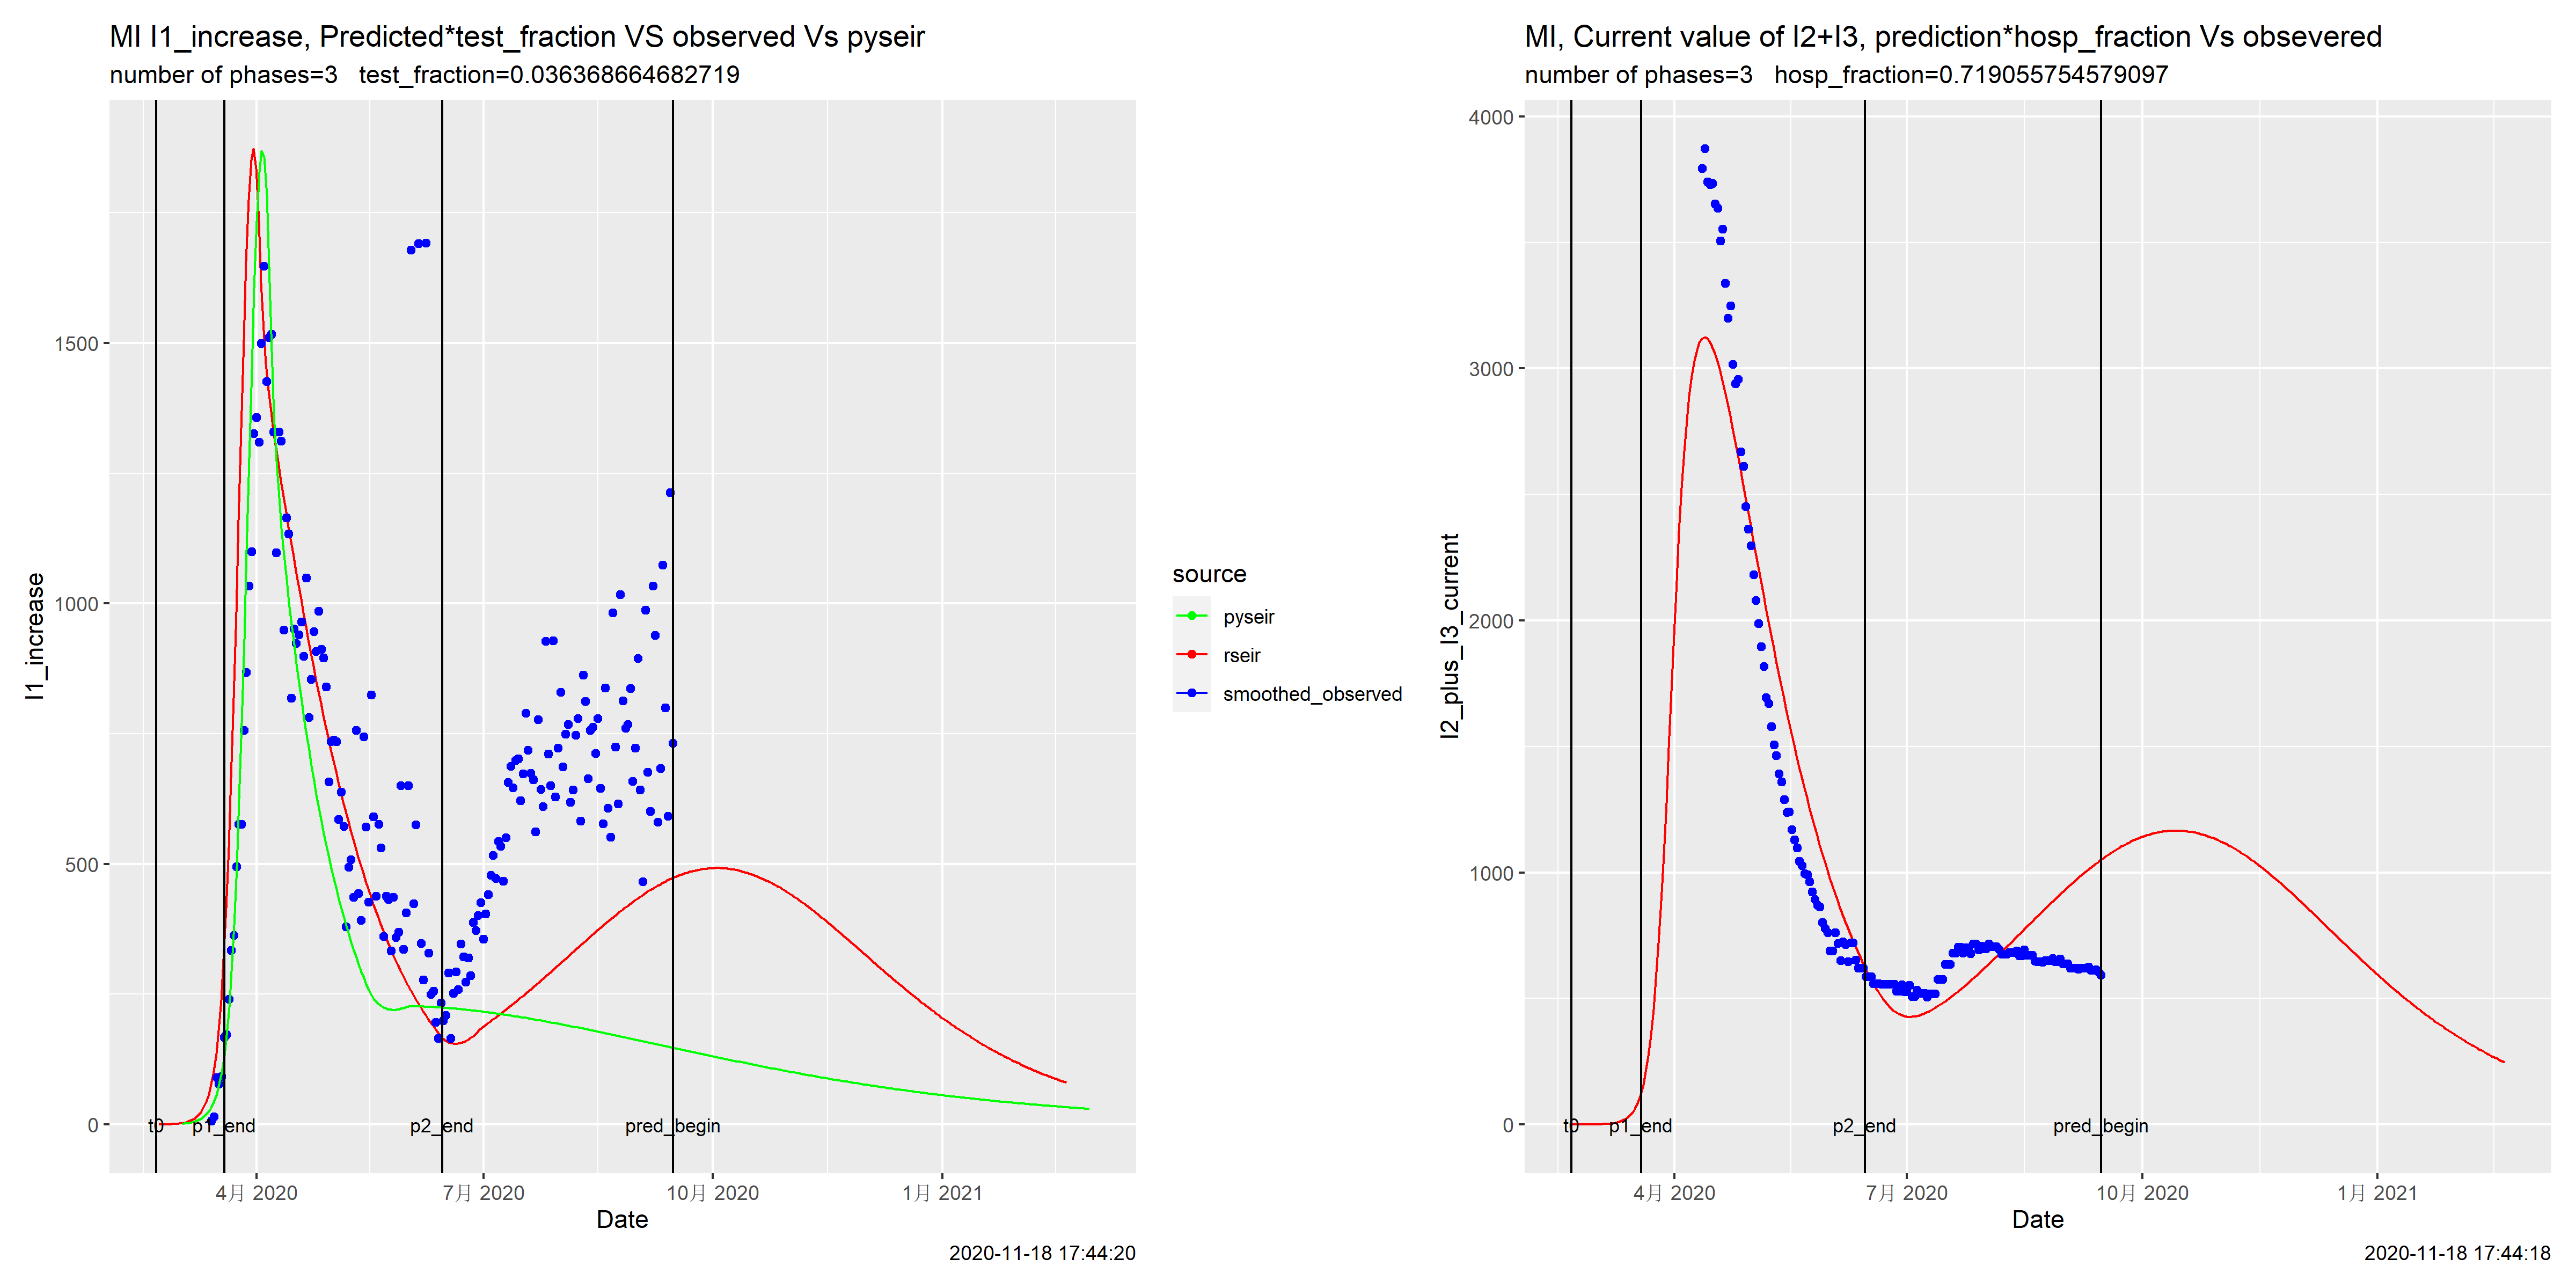 MI I1_increase, Predicted*test_fraction VS observed Vs pyseir
number of phases=3   test_fraction=0.036368664682719
I1_increase
1500
1000
500
0
t0
p1_end
p2_end
pred_begin
4月 2020
7月 2020
10月 2020
1月 2021
Date
2020-11-18 17:44:20
source
pyseir
rseir
smoothed_observed
MI, Current value of I2+I3, prediction*hosp_fraction Vs obsevered
number of phases=3   hosp_fraction=0.719055754579097
I2_plus_I3_current
4000
3000
2000
1000
0
t0
p1_end
p2_end
pred_begin
4月 2020
7月 2020
10月 2020
1月 2021
Date
2020-11-18 17:44:18